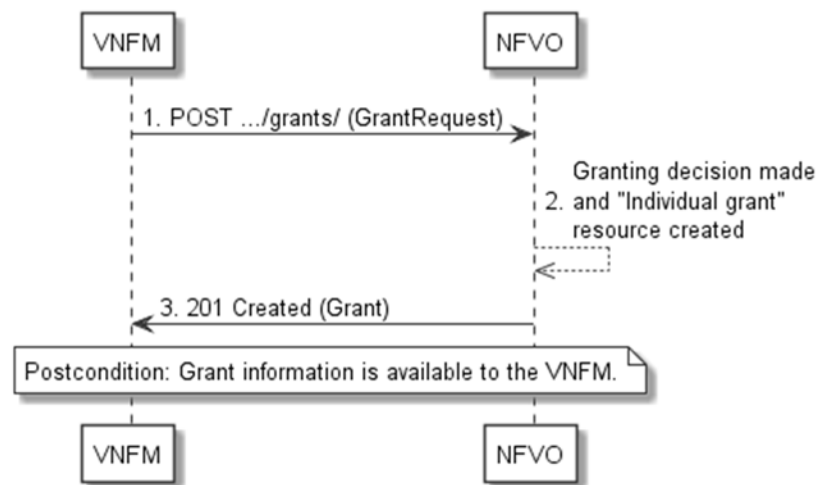 VNFM
NFVO
1. POST .../grants/ (GrantRequest)
Granting decision made
2. and "Individual grant"
resource created
3. 201 Created (Grant)
Postcondition: Grant information is available to the VNFM.
VNFM
NFVO